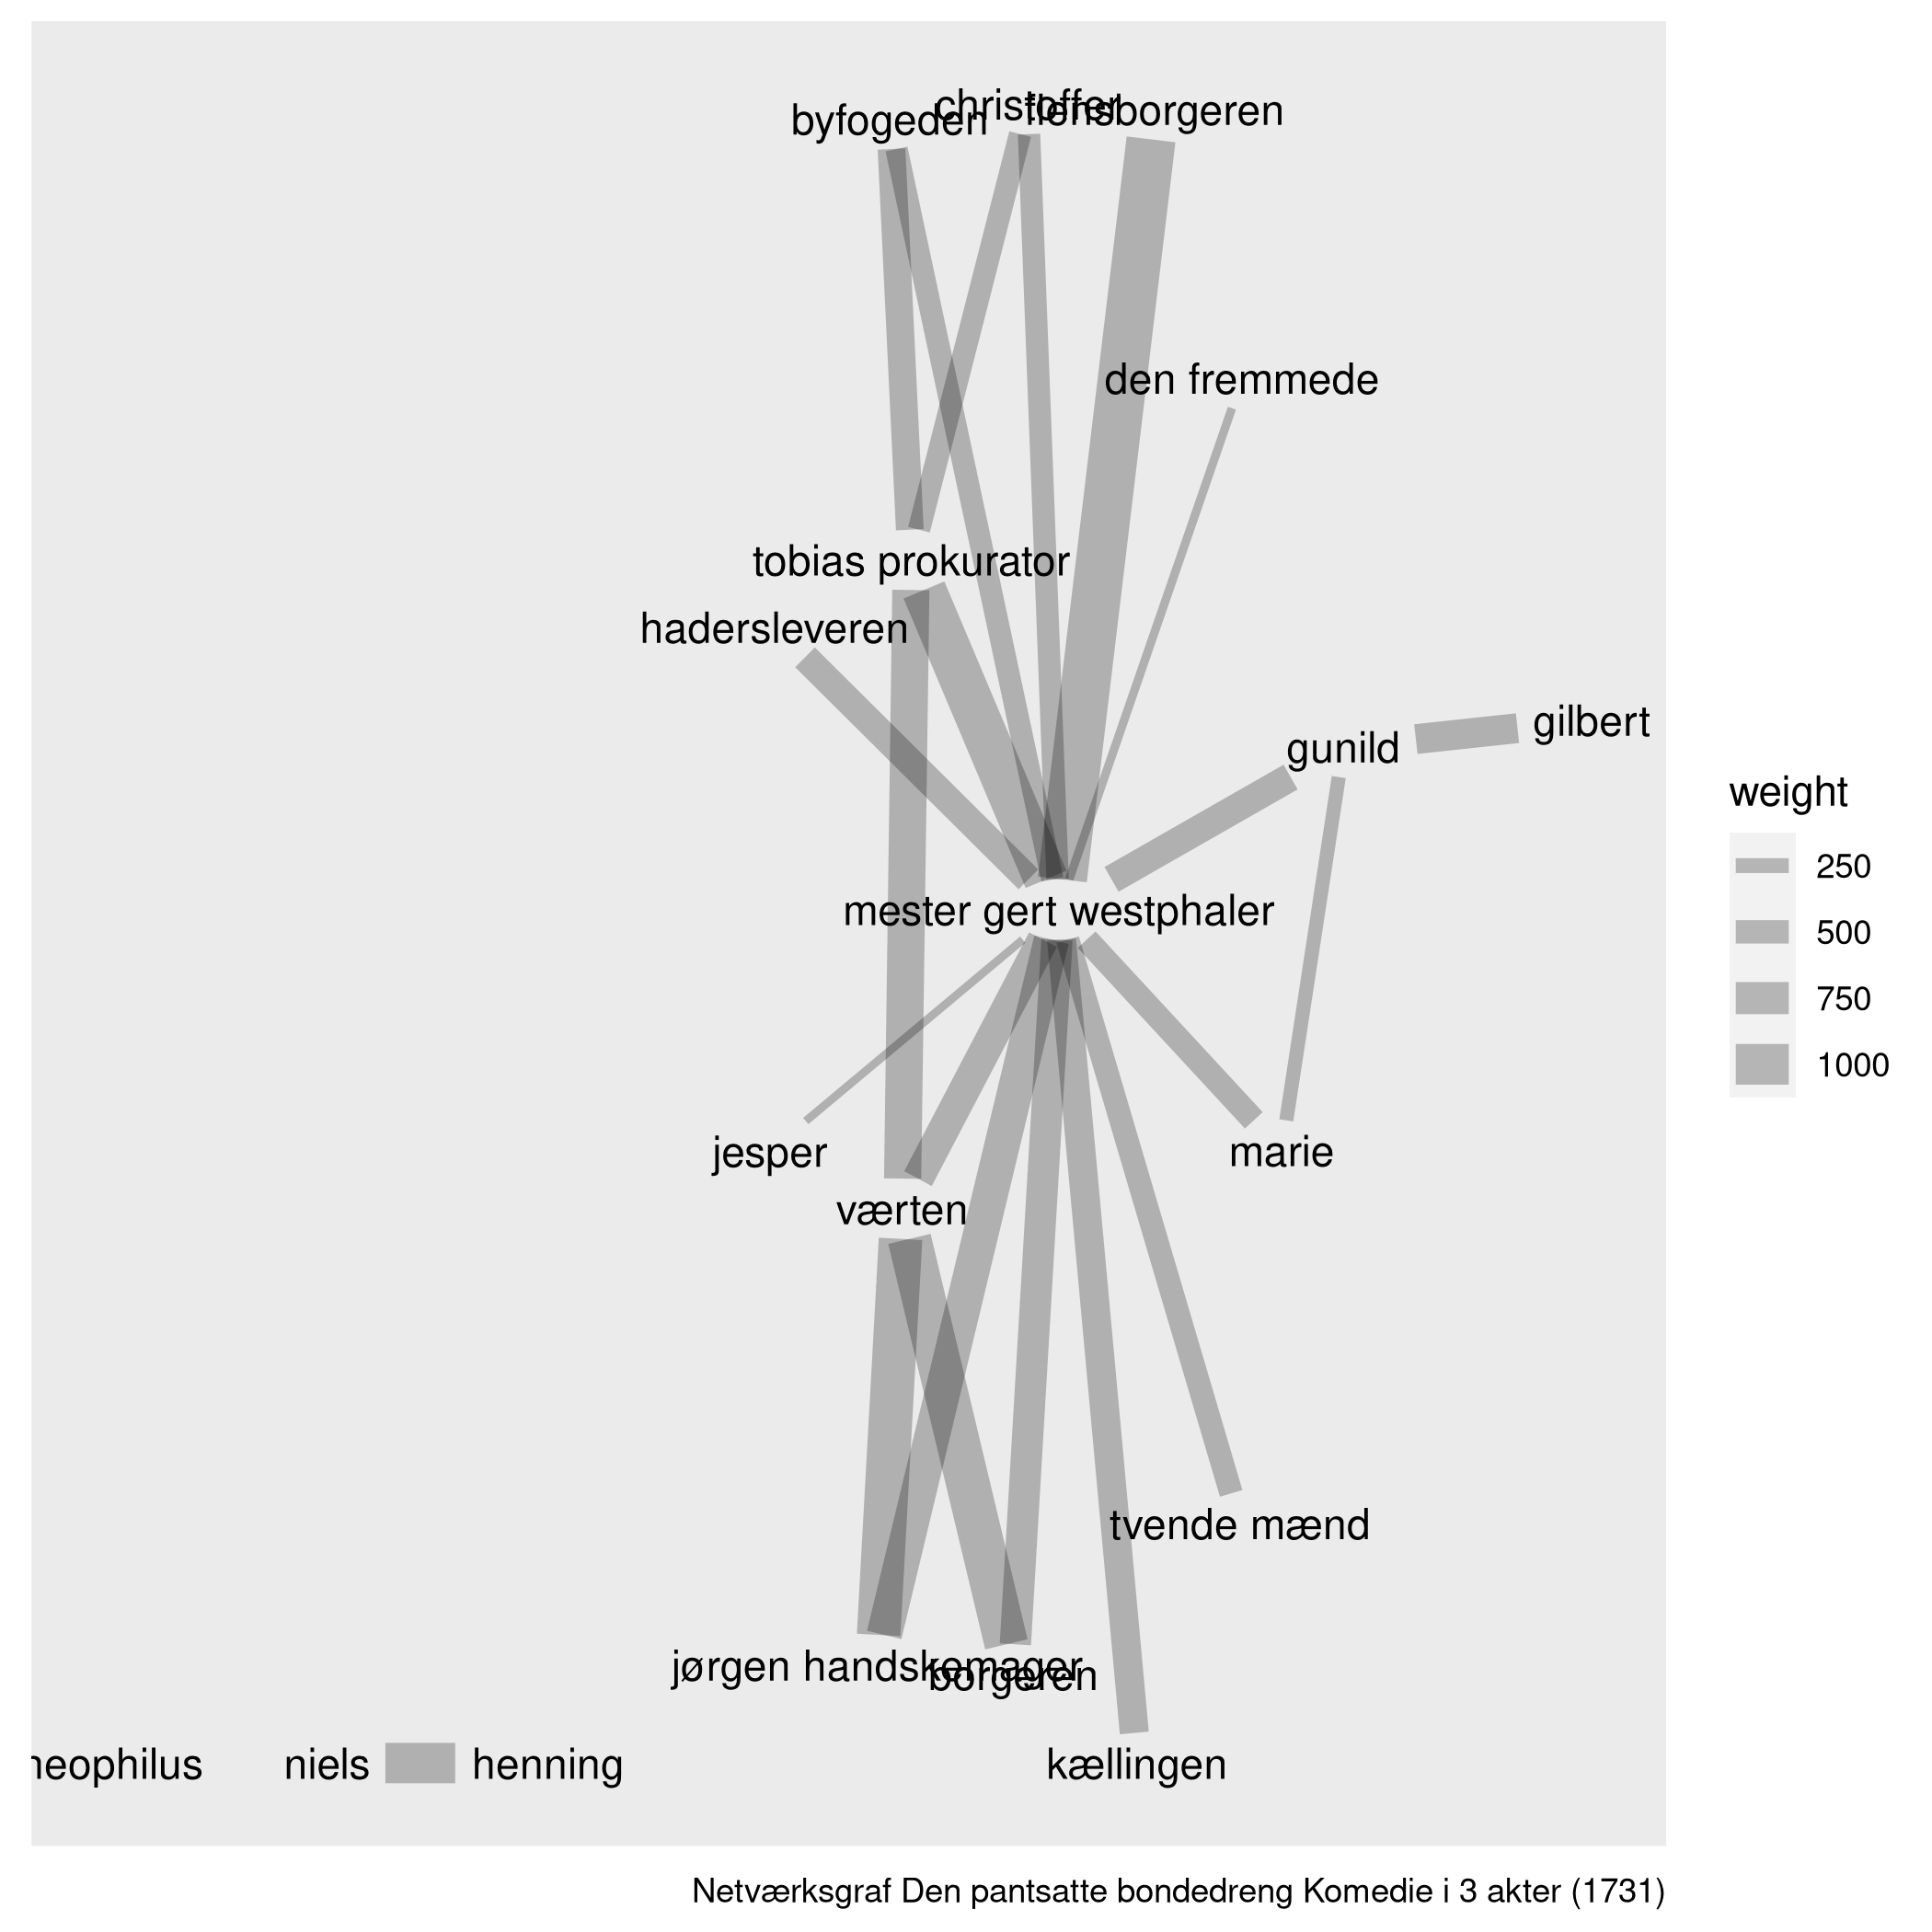 christoffer
flensborgeren
byfogeden
den fremmede
tobias prokurator
hadersleveren
gilbert
gunild
weight
250
500
750
1000
mester gert westphaler
jesper
marie
værten
tvende mænd
jørgen handskemager
borgeren
neophilus niels henning
kællingen
Netværksgraf Den pantsatte bondedreng Komedie i 3 akter (1731)